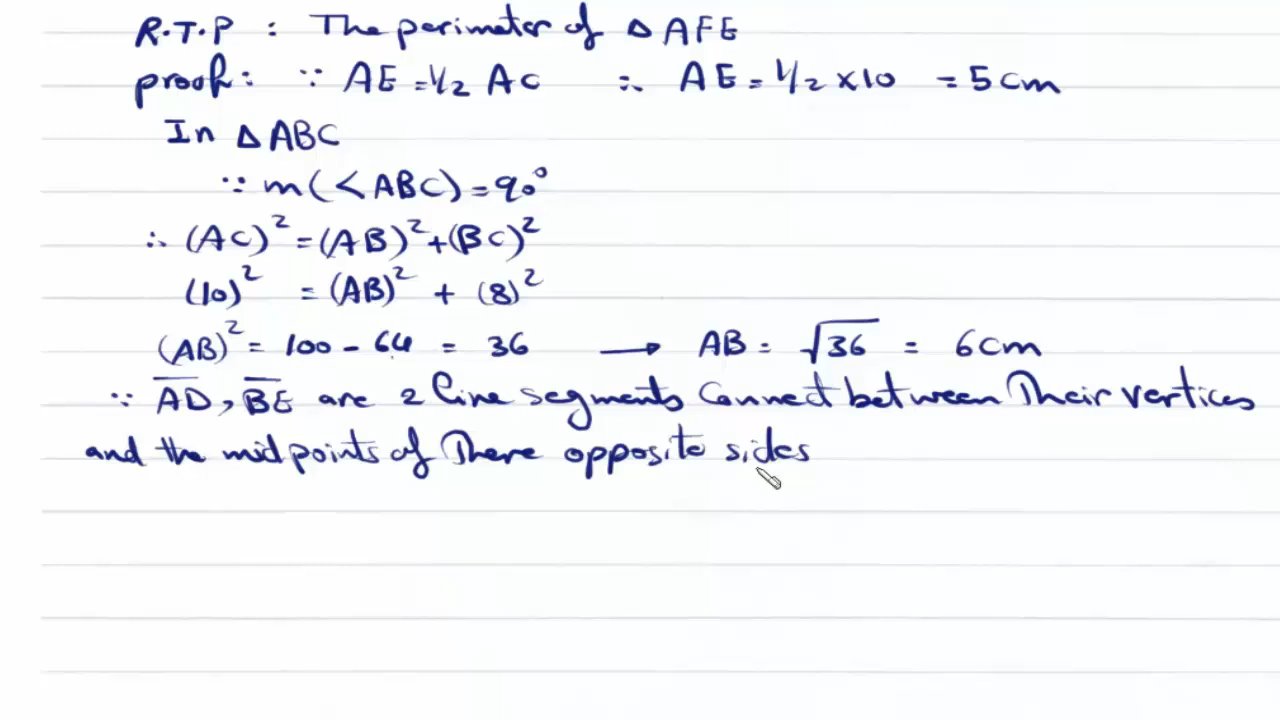 R.T.P : The perimeter of Δ AFE
proof: ∵ AE = 1/2 AC ∴ AE = 1/2 × 10 = 5 cm
In Δ ABC
∵ m(<ABC) = 90°
∴ (AC)² = (AB)² + (BC)²
(10)² = (AB)² + (8)²
(AB)² = 100 - 64 = 36 → AB = √36 = 6 cm
∵ A̅D̅, B̅E̅ are 2 line segments Connect between Their vertices
and the midpoints of There opposite sides